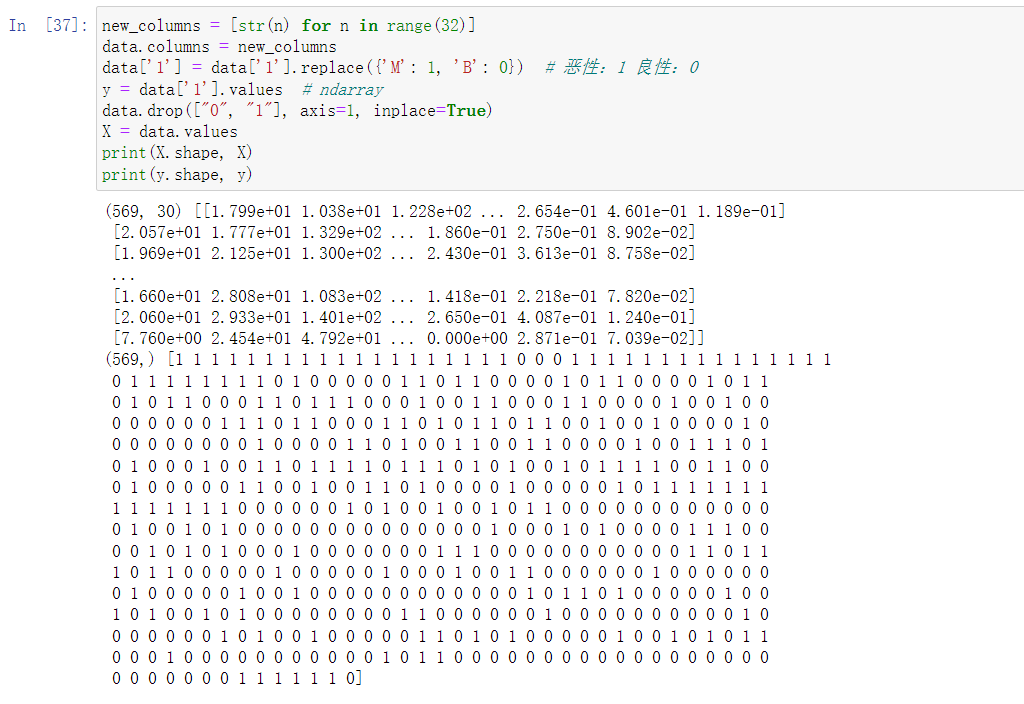 In [37]: new_columns = [str(n) for n in range(32)]
data.columns = new_columns
data['1'] = data['1'].replace({'M': 1, 'B': 0})  # 恶性：1 良性：0
y = data['1'].values  # ndarray
data.drop(["0", "1"], axis=1, inplace=True)
X = data.values
print(X.shape, X)
print(y.shape, y)
(569, 30) [[1.799e+01 1.038e+01 1.228e+02 ... 2.654e-01 4.601e-01 1.189e-01]
[2.057e+01 1.777e+01 1.329e+02 ... 1.860e-01 2.750e-01 8.902e-02]
[1.969e+01 2.125e+01 1.300e+02 ... 2.430e-01 3.613e-01 8.758e-02]
...
[1.660e+01 2.808e+01 1.083e+02 ... 1.418e-01 2.218e-01 7.820e-02]
[2.060e+01 2.933e+01 1.401e+02 ... 2.650e-01 4.087e-01 1.240e-01]
[7.760e+00 2.454e+01 4.792e+01 ... 0.000e+00 2.871e-01 7.039e-02]]
(569,) [1 1 1 1 1 1 1 1 1 1 1 1 1 1 1 1 1 1 1 0 0 0 1 1 1 1 1 1 1 1 1 1 1 1 1 1 1
0 1 1 1 1 1 1 1 1 0 1 0 0 0 0 0 1 1 0 1 1 0 0 0 0 1 0 1 1 0 0 0 0 1 0 1 1
0 1 0 1 1 0 0 0 1 1 0 1 1 1 0 0 0 1 0 0 1 1 0 0 0 1 1 0 0 0 0 1 0 0 1 0 0
0 0 0 0 0 0 1 1 1 0 1 1 0 0 0 1 1 0 1 0 1 1 0 1 1 0 0 1 0 0 1 0 0 0 0 1 0
0 0 0 0 0 0 0 0 1 0 0 0 0 1 1 0 1 0 0 1 1 0 0 1 1 0 0 0 0 1 0 0 1 1 1 0 1
0 1 0 0 0 1 0 0 1 1 0 1 1 1 1 0 1 1 1 0 1 0 1 0 0 1 0 1 1 1 1 0 0 1 1 0 0
0 1 0 0 0 0 0 1 1 0 0 1 0 0 1 1 0 1 0 0 0 0 1 0 0 0 0 0 1 0 1 1 1 1 1 1 1
1 1 1 1 1 1 1 0 0 0 0 0 0 1 0 1 0 0 1 0 0 1 0 1 1 0 0 0 0 0 0 0 0 0 0 0 0
0 1 0 0 1 0 1 0 0 0 0 0 0 0 0 0 0 0 0 0 0 1 0 0 0 1 0 1 0 0 0 0 1 1 1 0 0
0 0 1 0 1 0 1 0 0 0 1 0 0 0 0 0 0 0 1 1 1 0 0 0 0 0 0 0 0 0 0 0 1 1 0 1 1
1 0 1 1 0 0 0 0 0 1 0 0 0 0 0 1 0 0 0 1 0 0 1 1 0 0 0 0 0 0 1 0 0 0 0 0 0
0 1 0 0 0 0 0 1 0 0 1 0 0 0 0 0 0 0 0 0 0 0 0 1 0 1 1 0 1 0 0 0 0 0 1 0 0
1 0 1 0 0 1 0 1 0 0 0 0 0 0 0 0 1 1 0 0 0 0 0 0 1 0 0 0 0 0 0 0 0 0 0 1 0
0 0 0 0 0 0 1 0 1 0 0 1 0 0 0 0 0 1 1 0 1 0 1 0 0 0 0 0 1 0 0 1 0 1 0 1 1
0 0 0 1 0 0 0 0 0 0 0 0 0 0 0 1 0 1 1 0 0 0 0 0 0 0 0 0 0 0 0 0 0 0 0 0 0
0 0 0 0 0 0 0 1 1 1 1 1 1 0]